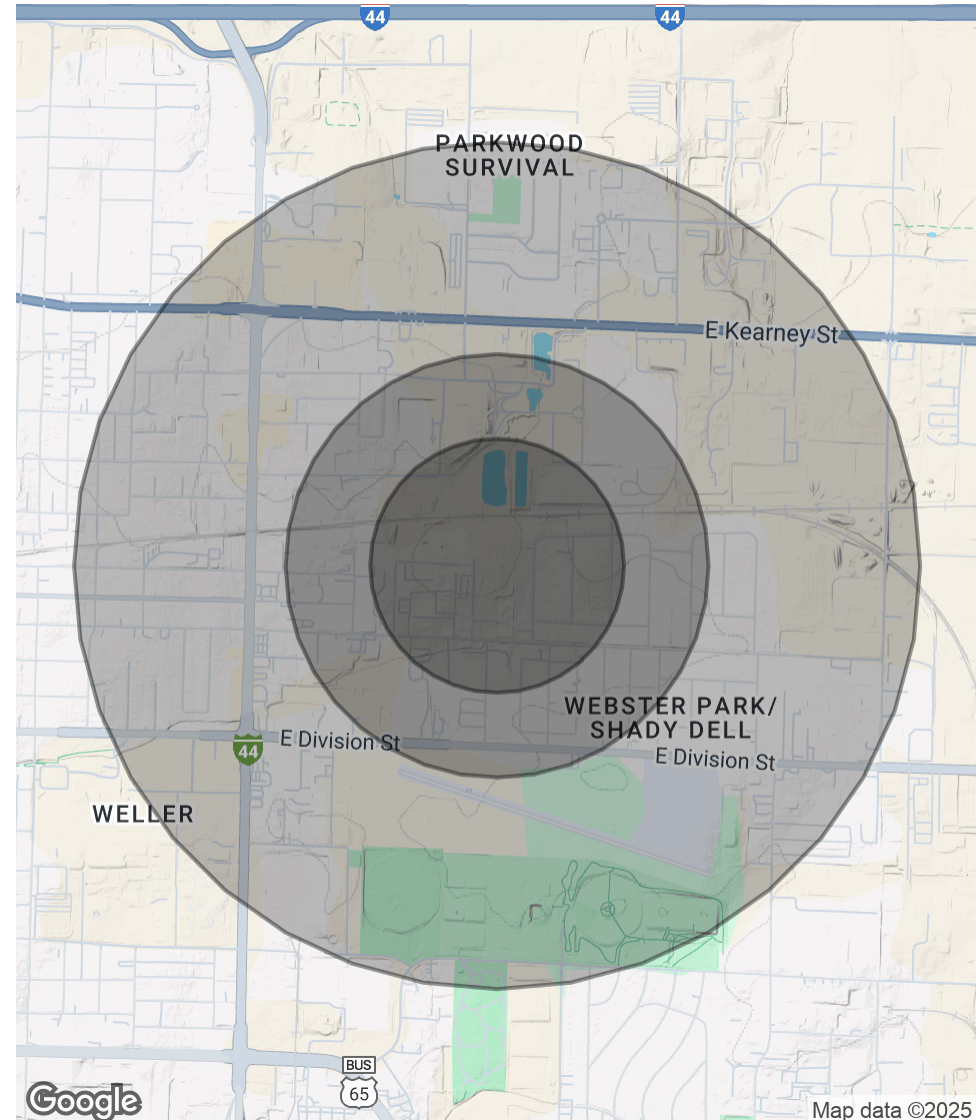 44
44
PARKWOOD
SURVIVAL
E Kearney St
WEBSTER PARK/
SHADY DELL
E Division St
E Division St
44
WELLER
BUS
65
Google
Map data ©2025